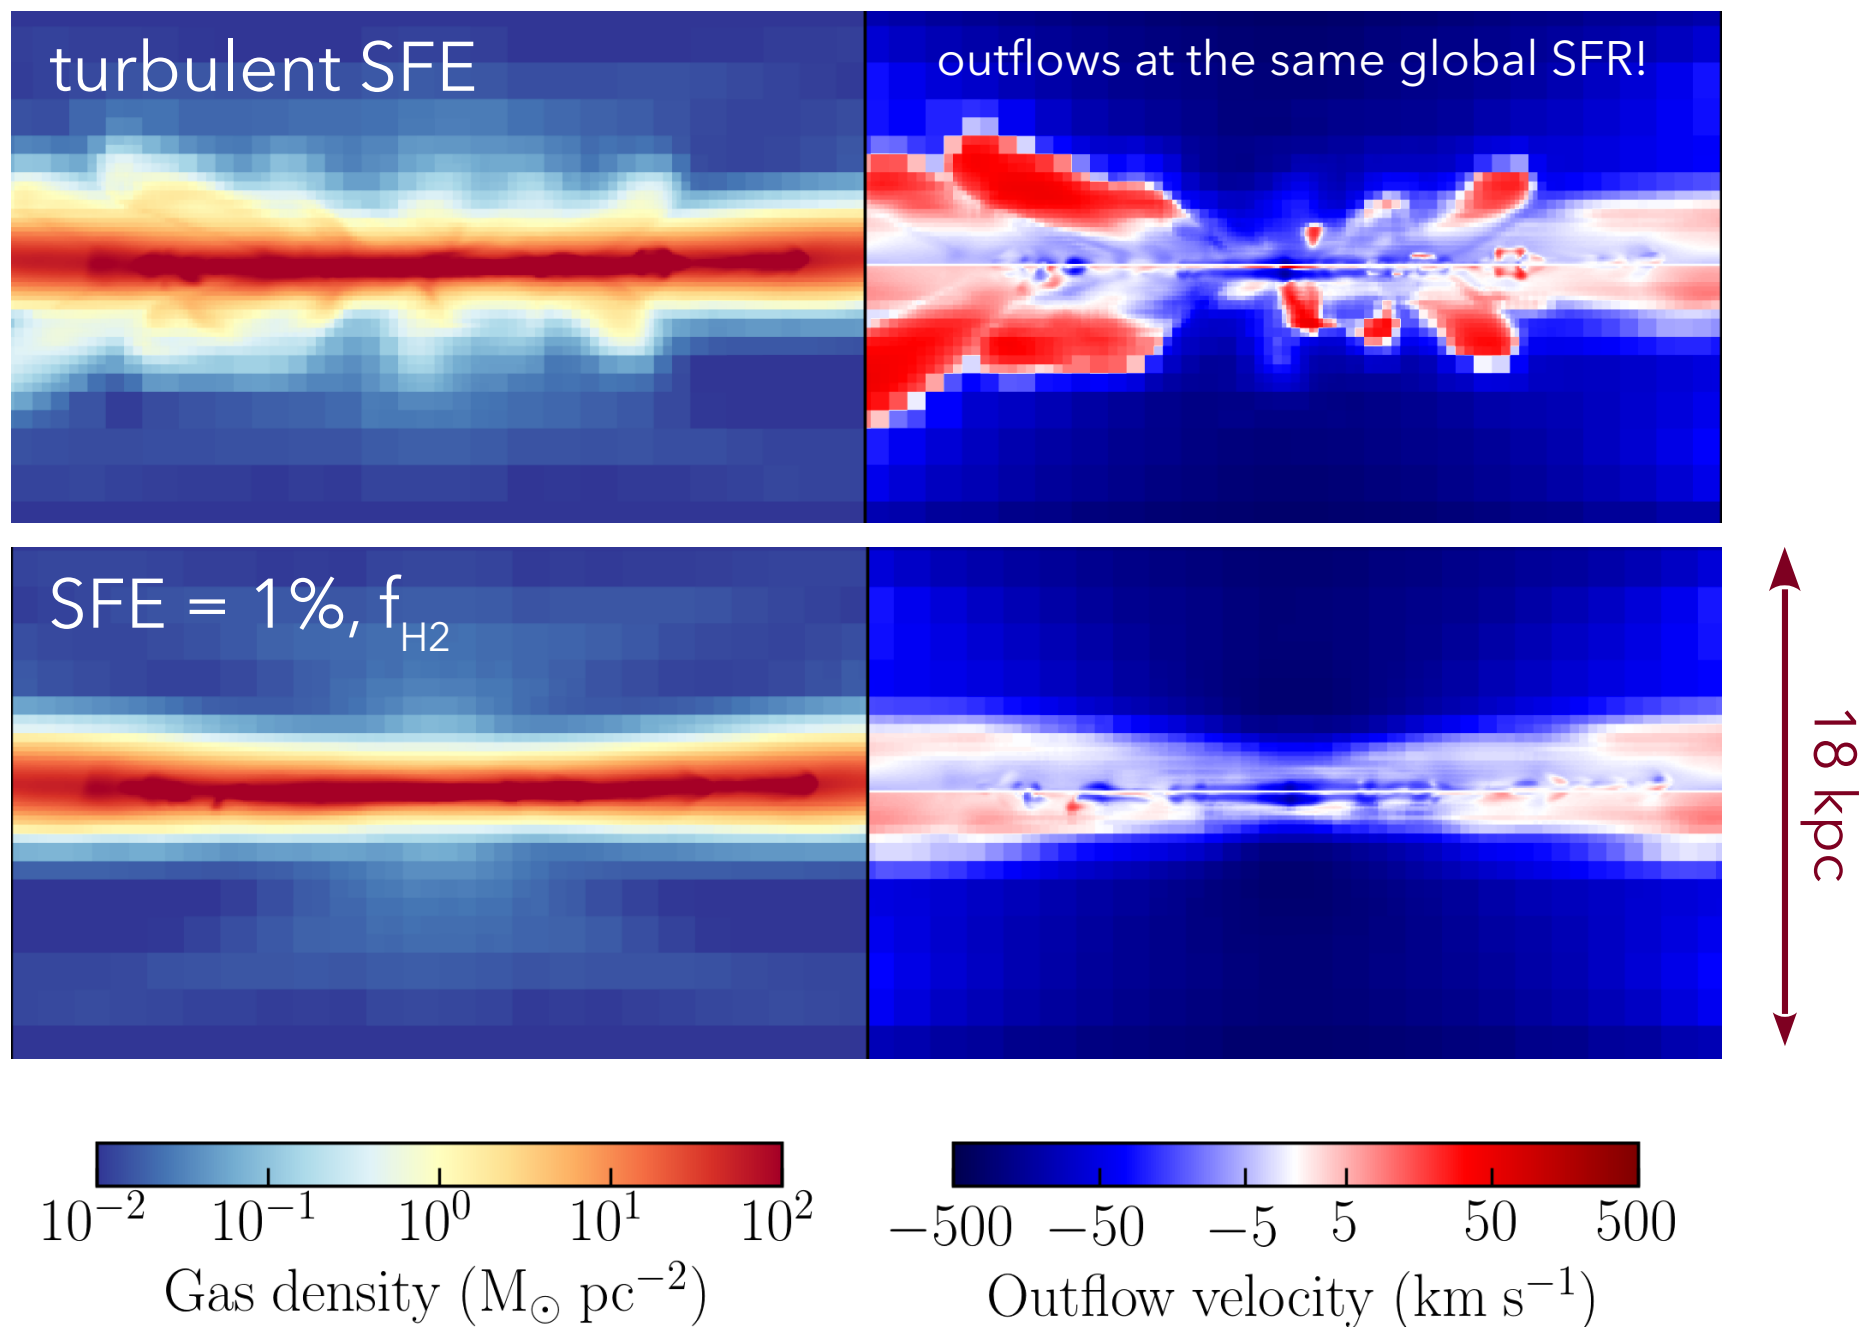 turbulent SFE
outflows at the same global SFR!
SFE = 1%, f_H2
18 kpc
10⁻² 10⁻¹ 10⁰ 10¹ 10²
Gas density (M☉ pc⁻²)
−500 −50 −5 5 50 500
Outflow velocity (km s⁻¹)